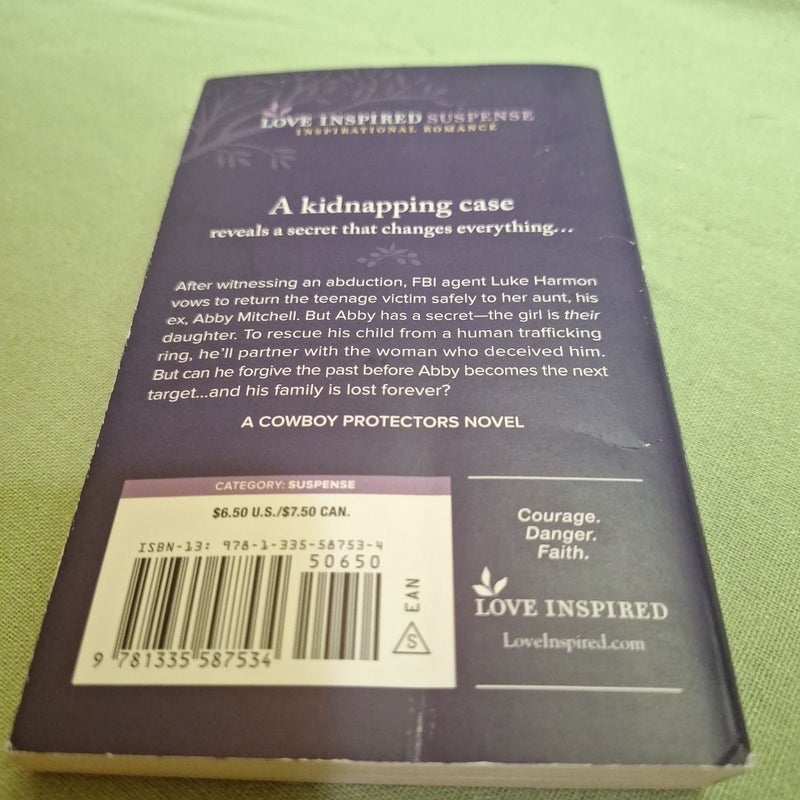 LOVE INSPIRED SUSPENSE
INSPIRATIONAL ROMANCE
A kidnapping case
reveals a secret that changes everything...
After witnessing an abduction, FBI agent Luke Harmon
vows to return the teenage victim safely to her aunt, his
ex, Abby Mitchell. But Abby has a secret—the girl is their
daughter. To rescue his child from a human trafficking
ring, he'll partner with the woman who deceived him.
But can he forgive the past before Abby becomes the next
target...and his family is lost forever?
A COWBOY PROTECTORS NOVEL
CATEGORY: SUSPENSE
$6.50 U.S./$7.50 CAN.
ISBN-13: 978-1-335-58753-4
50650
9 781335 587534
EAN
S
Courage.
Danger.
Faith.
LOVE INSPIRED
LoveInspired.com